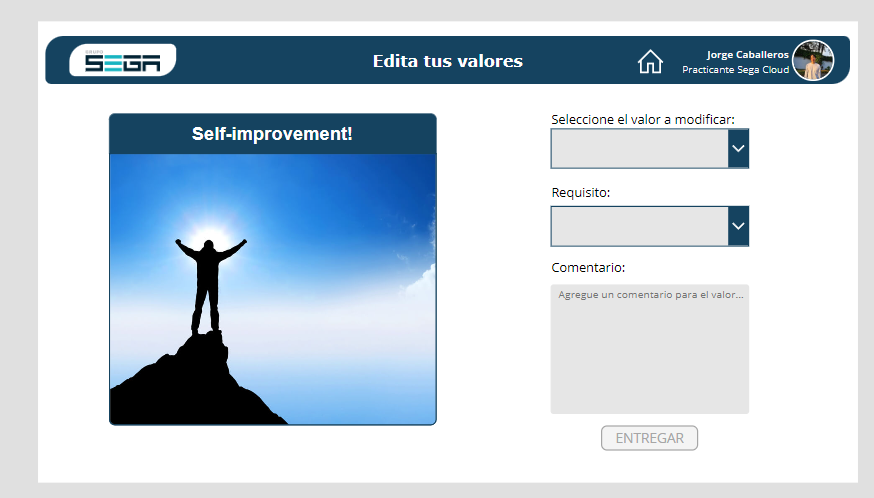 GRUPO
SEGA
Edita tus valores
Jorge Caballeros
Practicante Sega Cloud
Self-improvement!
Seleccione el valor a modificar:
Requisito:
Comentario:
Agregue un comentario para el valor...
ENTREGAR